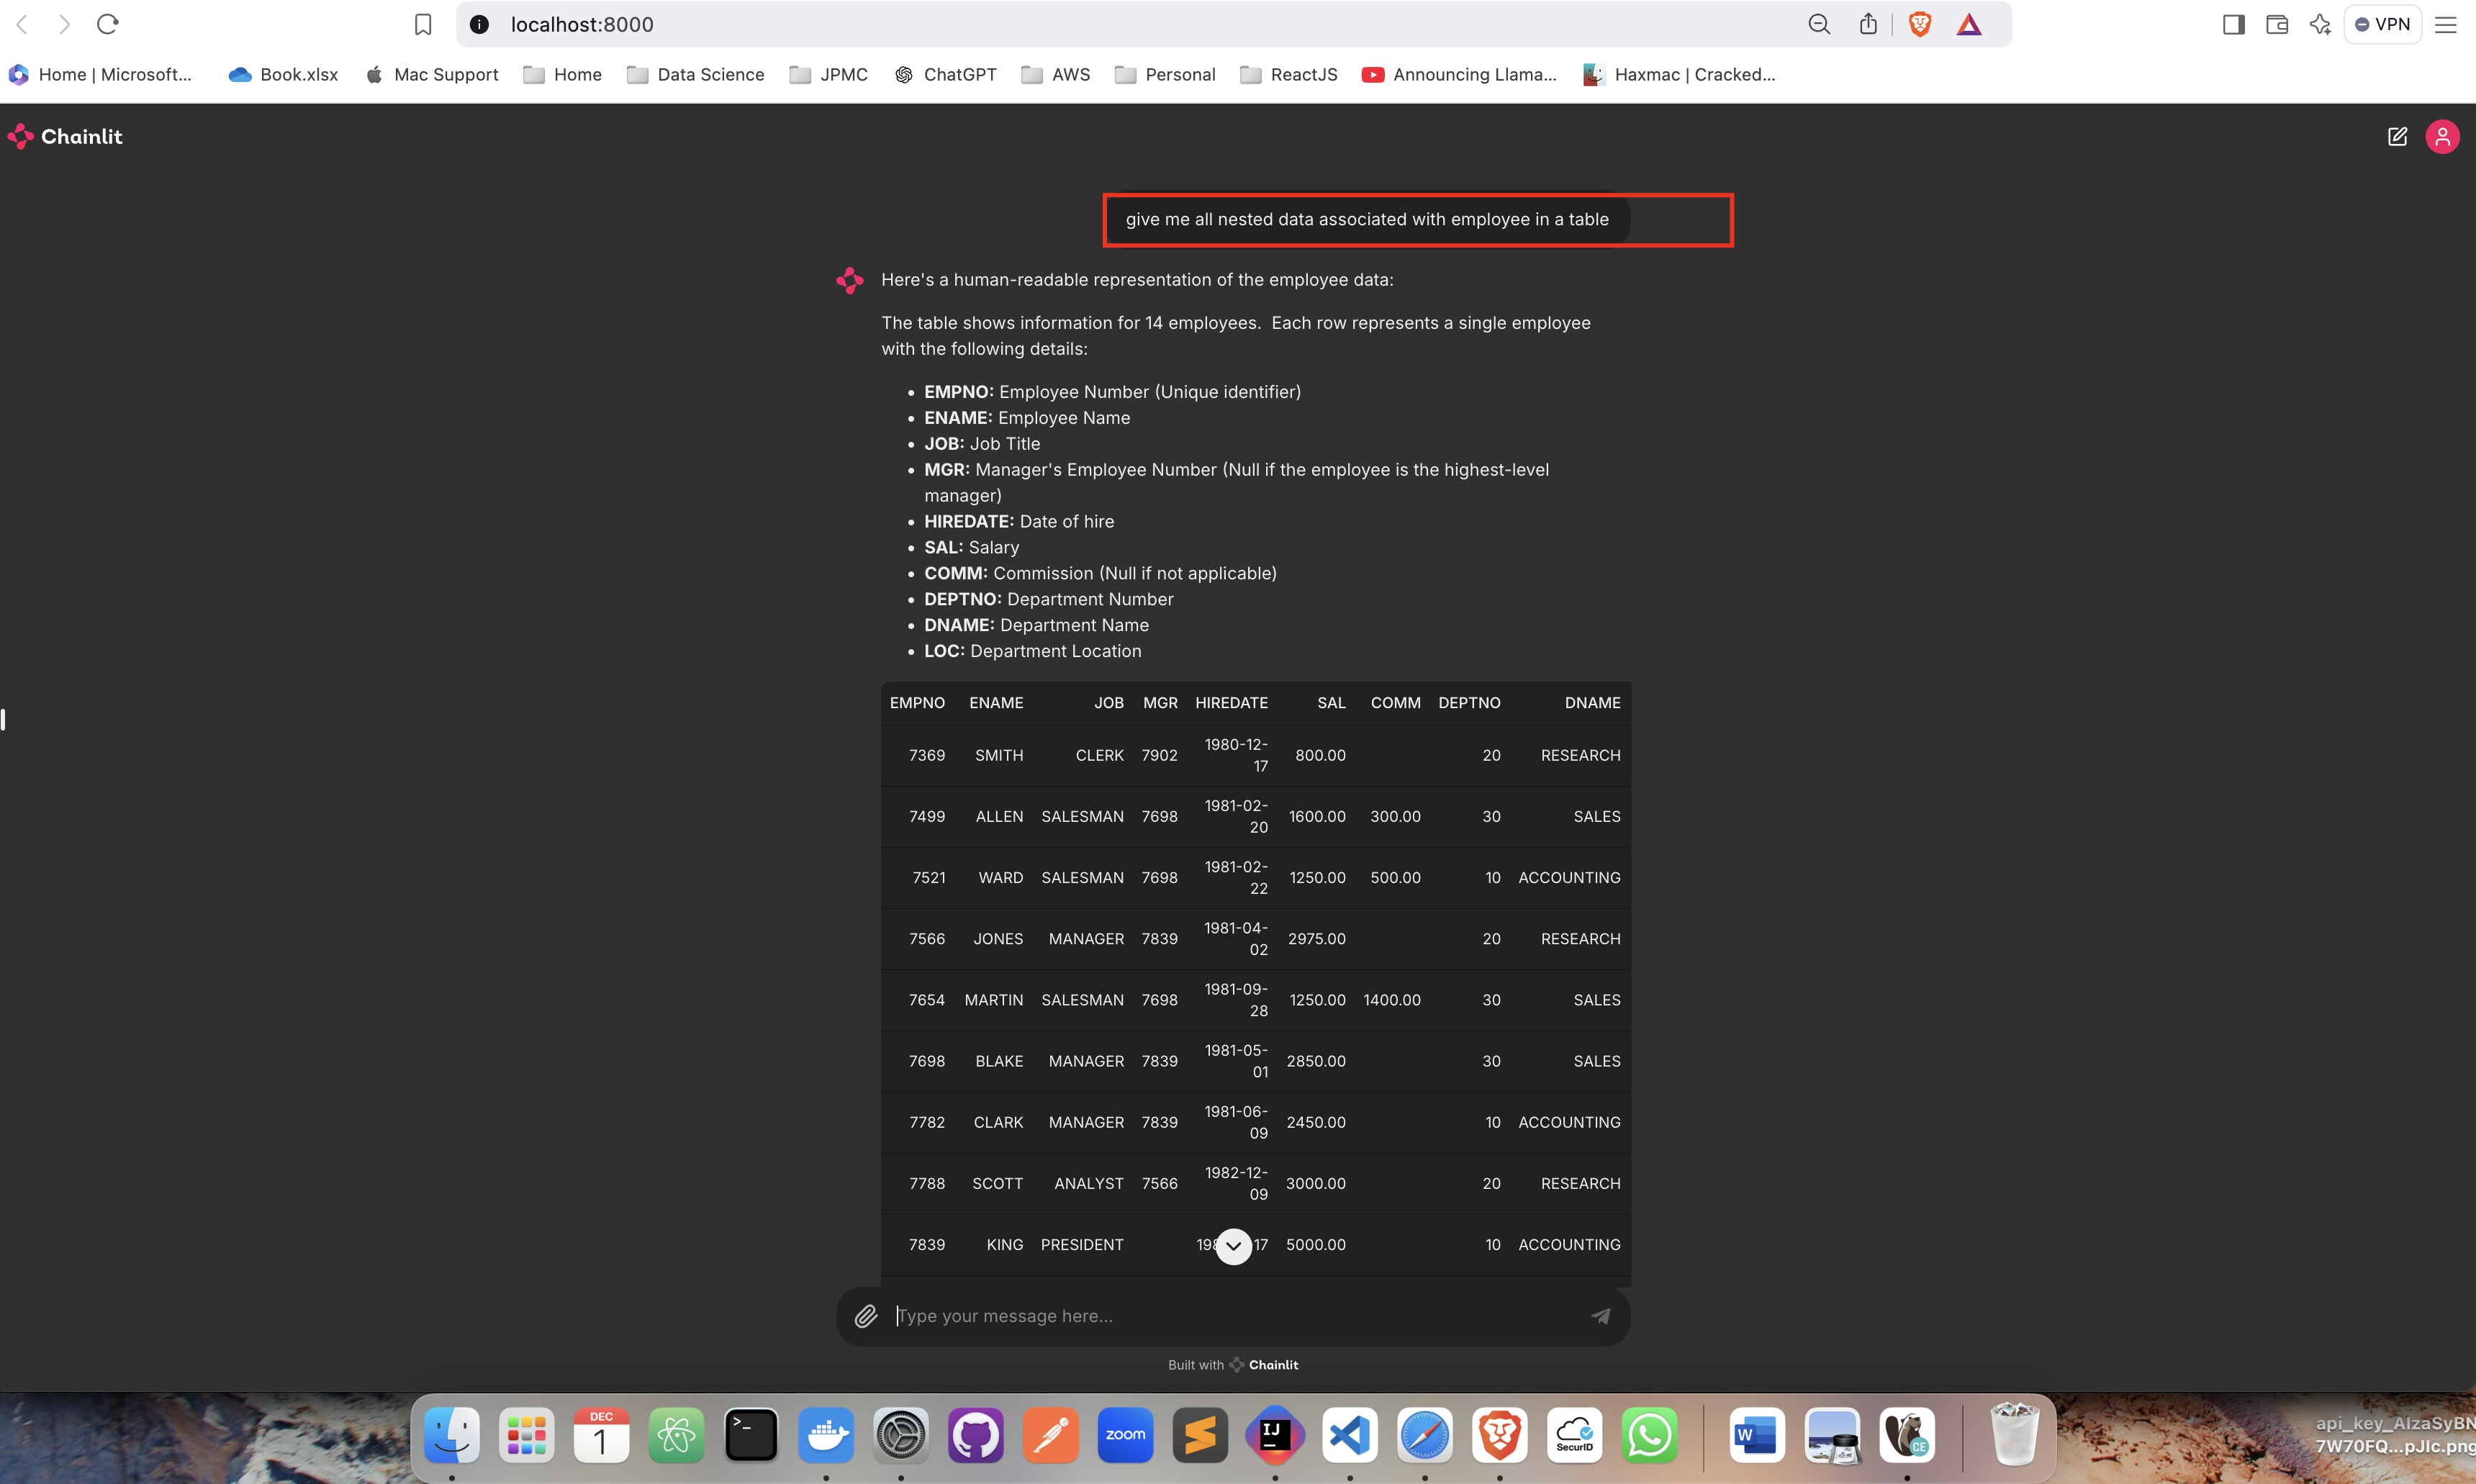 localhost:8000
VPN
Home | Microsoft... Book.xlsx Mac Support Home Data Science JPMC ChatGPT AWS Personal ReactJS Announcing Llama... Haxmac | Cracked...
Chainlit
give me all nested data associated with employee in a table
Here's a human-readable representation of the employee data:
The table shows information for 14 employees. Each row represents a single employee
with the following details:
• EMPNO: Employee Number (Unique identifier)
• ENAME: Employee Name
• JOB: Job Title
• MGR: Manager's Employee Number (Null if the employee is the highest-level
manager)
• HIREDATE: Date of hire
• SAL: Salary
• COMM: Commission (Null if not applicable)
• DEPTNO: Department Number
• DNAME: Department Name
• LOC: Department Location
EMPNO ENAME JOB MGR HIREDATE SAL COMM DEPTNO DNAME
7369 SMITH CLERK 7902 1980-12-17 800.00 20 RESEARCH
7499 ALLEN SALESMAN 7698 1981-02-20 1600.00 300.00 30 SALES
7521 WARD SALESMAN 7698 1981-02-22 1250.00 500.00 10 ACCOUNTING
7566 JONES MANAGER 7839 1981-04-02 2975.00 20 RESEARCH
7654 MARTIN SALESMAN 7698 1981-09-28 1250.00 1400.00 30 SALES
7698 BLAKE MANAGER 7839 1981-05-01 2850.00 30 SALES
7782 CLARK MANAGER 7839 1981-06-09 2450.00 10 ACCOUNTING
7788 SCOTT ANALYST 7566 1982-12-09 3000.00 20 RESEARCH
7839 KING PRESIDENT 17 5000.00 10 ACCOUNTING
Type your message here...
Built with Chainlit
DEC
1
zoom
IJ
SecurID
W
CE
7W70FQ...pJIc.png